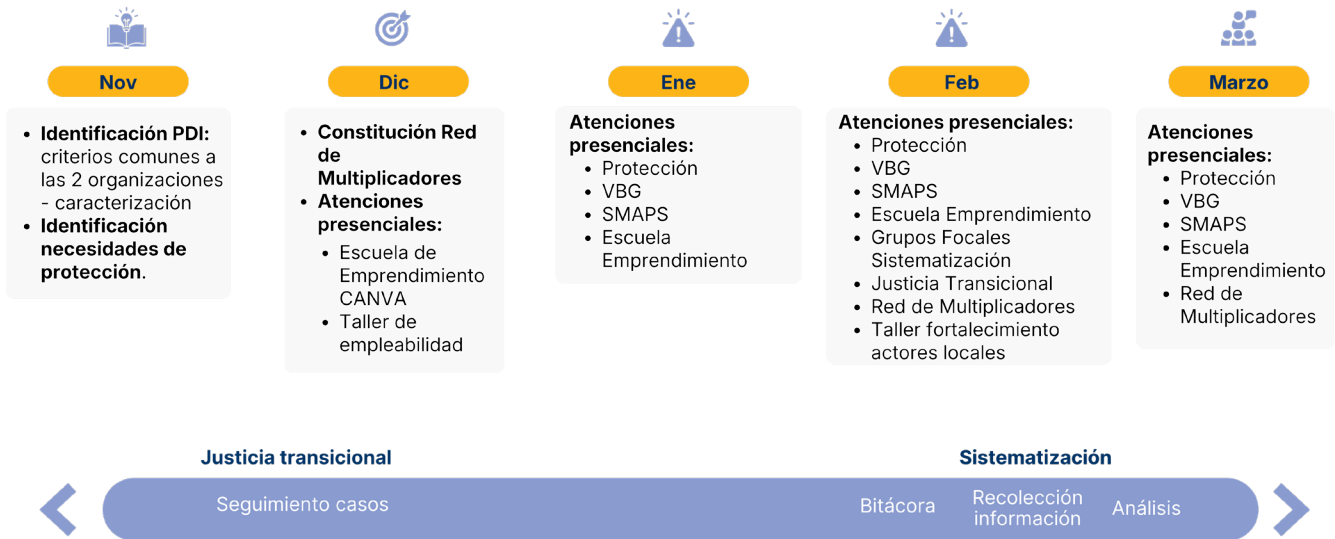 Nov
• Identificación PDI:
criterios comunes a
las 2 organizaciones
- caracterización
• Identificación
necesidades de
protección.
Dic
• Constitución Red
de
Multiplicadores
• Atenciones
presenciales:
• Escuela de
Emprendimiento
CANVA
• Taller de
empleabilidad
Ene
Atenciones
presenciales:
• Protección
• VBG
• SMAPS
• Escuela
Emprendimiento
Feb
Atenciones presenciales:
• Protección
• VBG
• SMAPS
• Escuela Emprendimiento
• Grupos Focales
Sistematización
• Justicia Transicional
• Red de Multiplicadores
• Taller fortalecimiento
actores locales
Marzo
Atenciones
presenciales:
• Protección
• VBG
• SMAPS
• Escuela
Emprendimiento
• Red de
Multiplicadores
Justicia transicional
Seguimiento casos
Sistematización
Bitácora
Recolección
información
Análisis